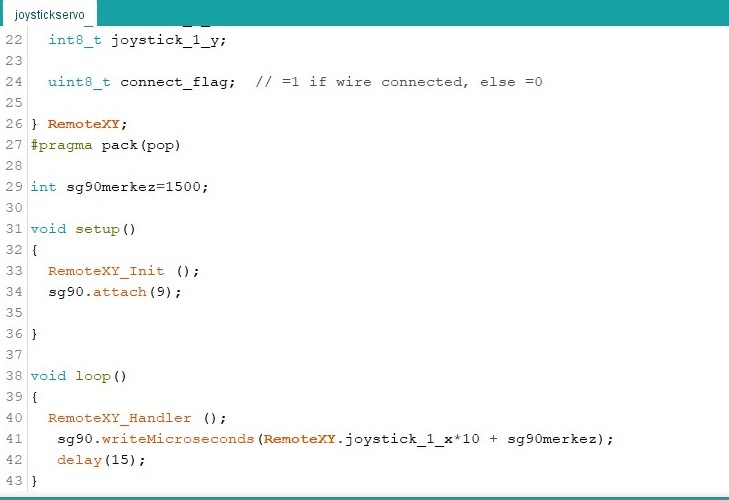 joystickservo
22 int8_t joystick_1_y;
23
24 uint8_t connect_flag;  // =1 if wire connected, else =0
25
26 } RemoteXY;
27 #pragma pack(pop)
28
29 int sg90merkez=1500;
30
31 void setup()
32 {
33 RemoteXY_Init ();
34 sg90.attach(9);
35
36 }
37
38 void loop()
39 {
40 RemoteXY_Handler ();
41 sg90.writeMicroseconds(RemoteXY.joystick_1_x*10 + sg90merkez);
42 delay(15);
43 }